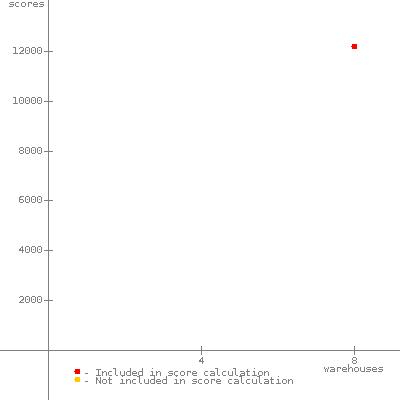 scores
12000
10000
8000
6000
4000
2000
4 8
warehouses
- Included in score calculation
- Not included in score calculation